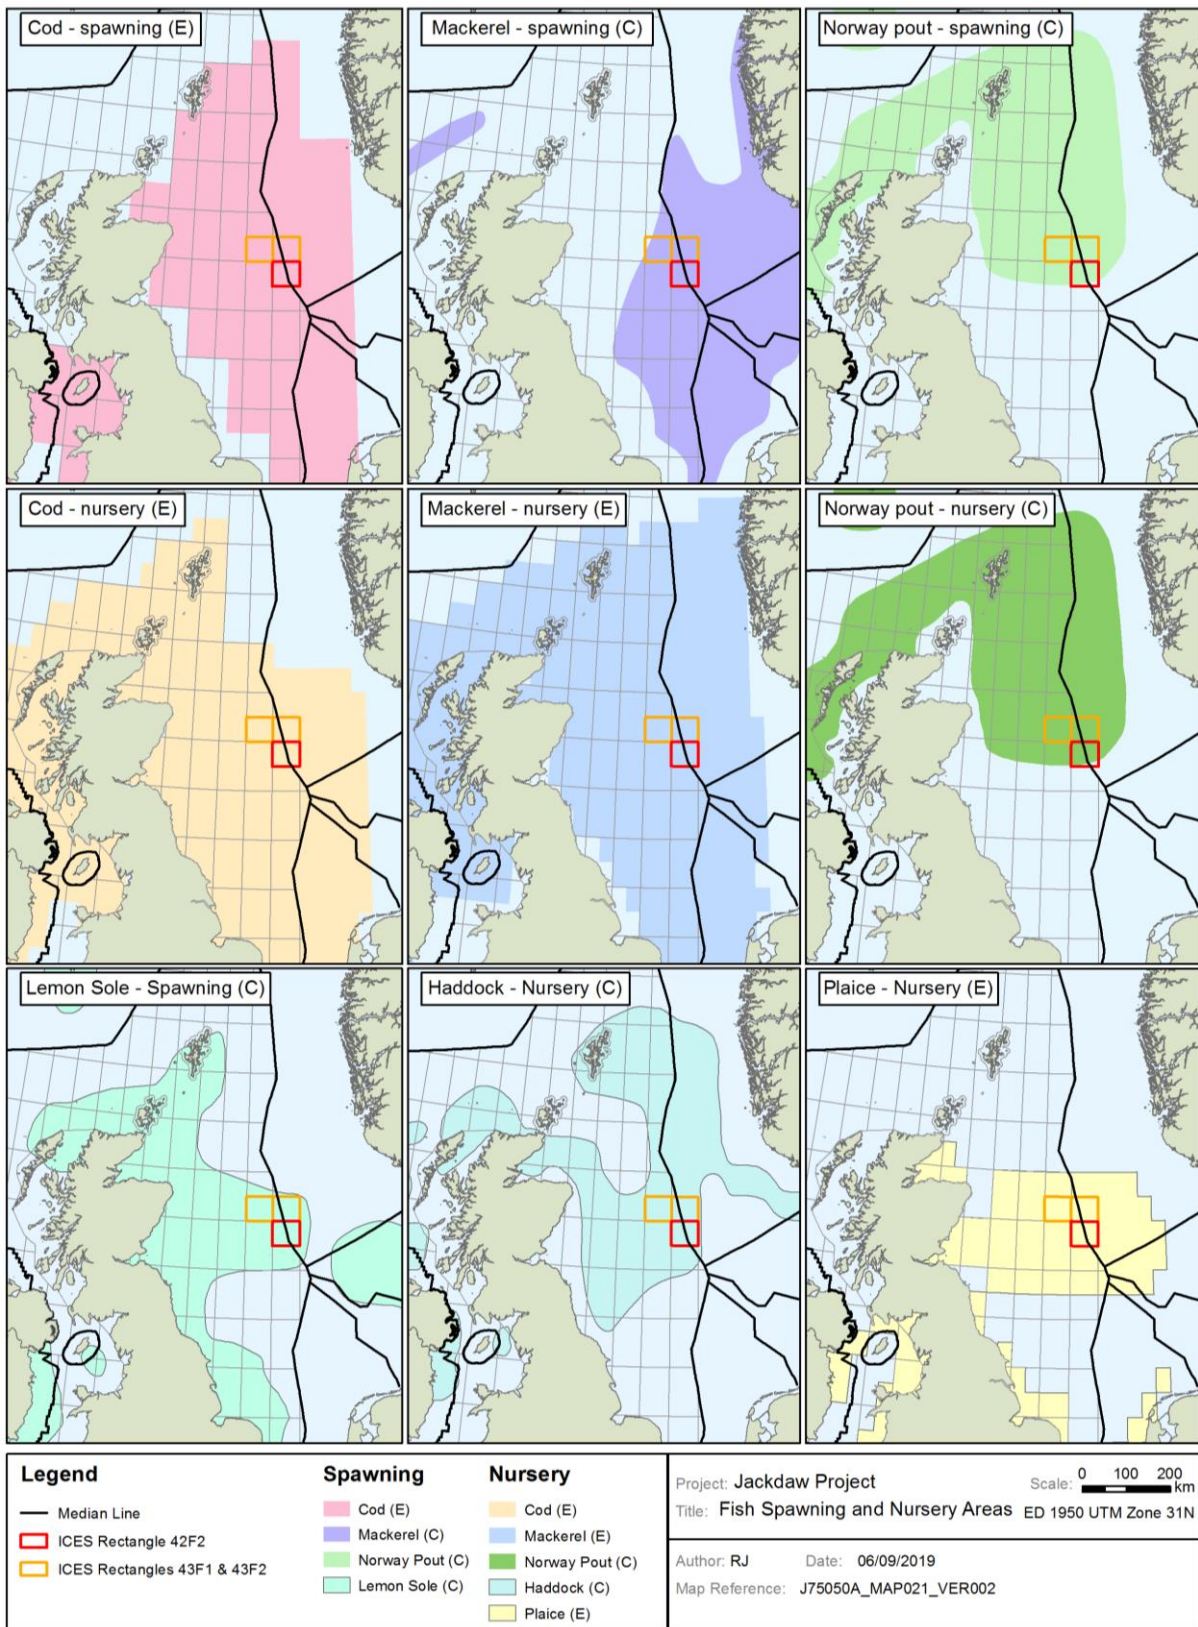 Cod - spawning (E)
Mackerel - spawning (C)
Norway pout - spawning (C)
Cod - nursery (E)
Mackerel - nursery (E)
Norway pout - nursery (C)
Lemon Sole - Spawning (C)
Haddock - Nursery (C)
Plaice - Nursery (E)
Legend
Median Line
ICES Rectangle 42F2
ICES Rectangles 43F1 & 43F2
Spawning
Cod (E)
Mackerel (C)
Norway Pout (C)
Lemon Sole (C)
Nursery
Cod (E)
Mackerel (E)
Norway Pout (C)
Haddock (C)
Plaice (E)
Project: Jackdaw Project
Scale: 0 100 200 km
Title: Fish Spawning and Nursery Areas ED 1950 UTM Zone 31N
Author: RJ Date: 06/09/2019
Map Reference: J75050A_MAP021_VER002